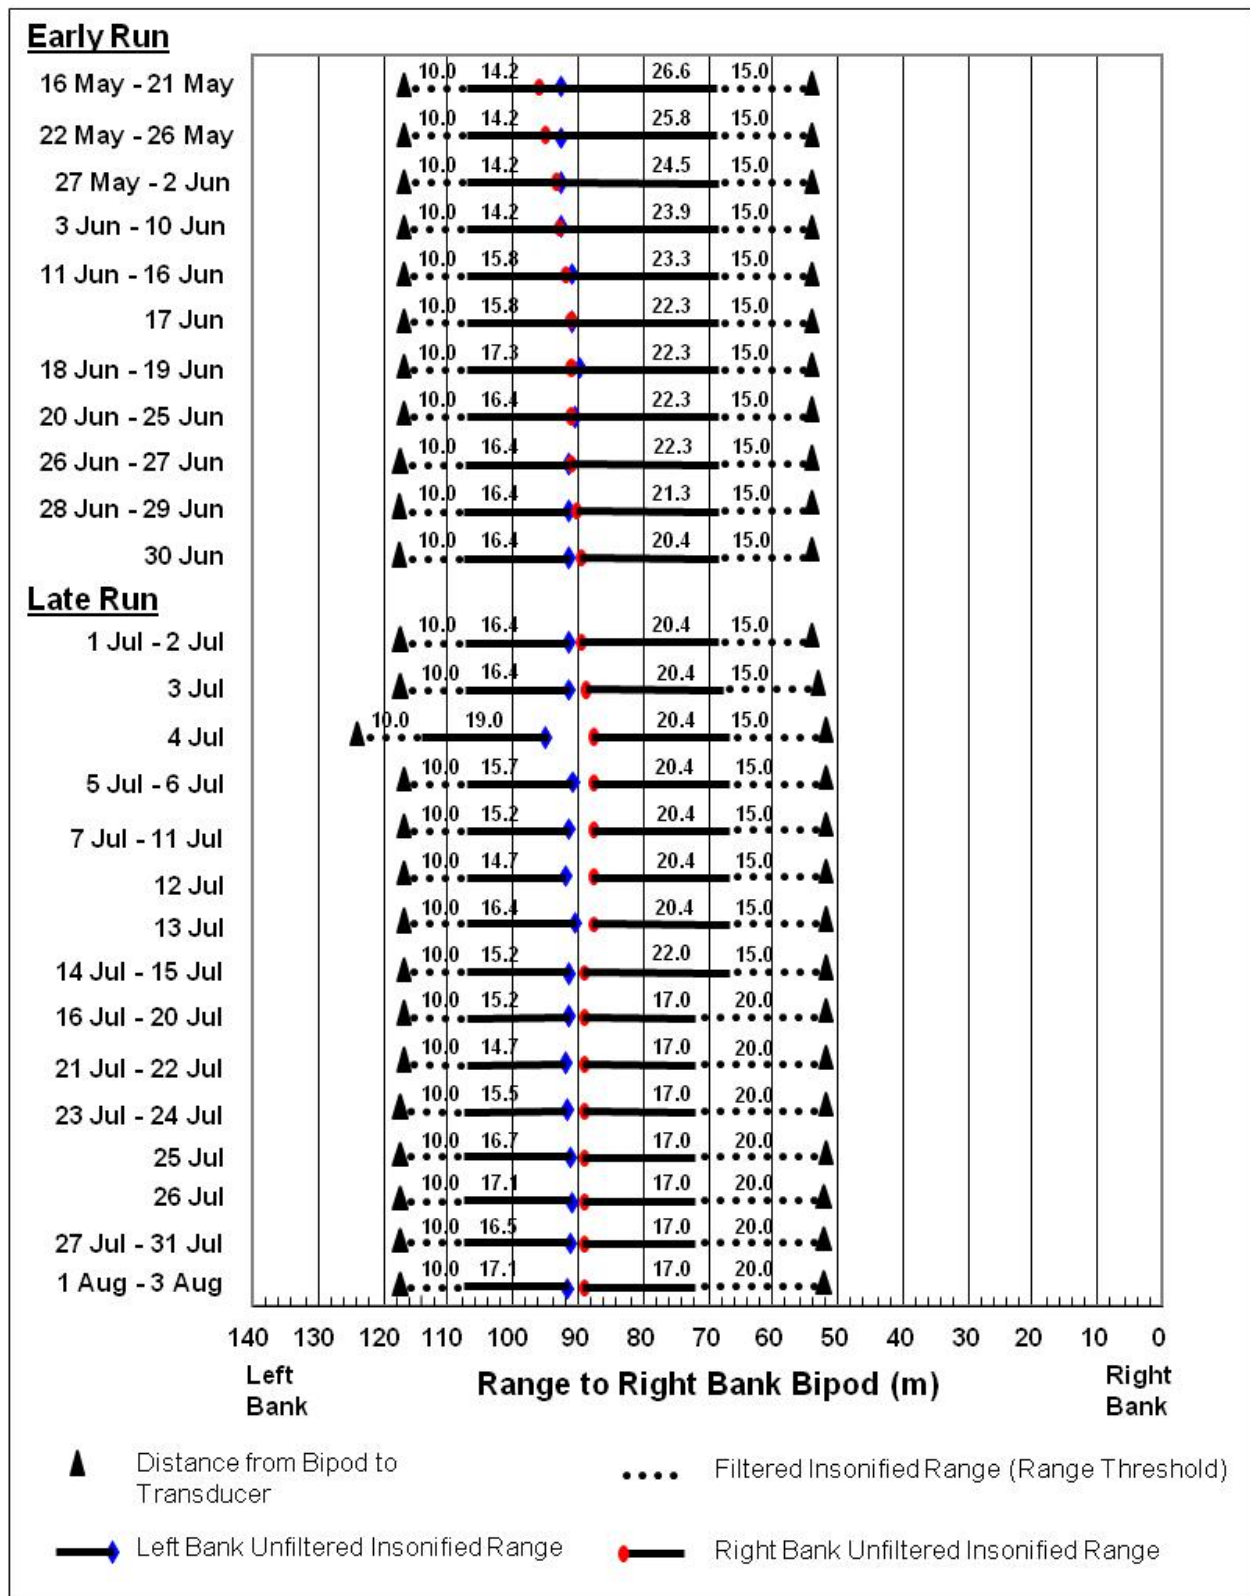 Early Run
16 May - 21 May 10.0 14.2 26.6 15.0
22 May - 26 May 10.0 14.2 25.8 15.0
27 May - 2 Jun 10.0 14.2 24.5 15.0
3 Jun - 10 Jun 10.0 14.2 23.9 15.0
11 Jun - 16 Jun 10.0 15.8 23.3 15.0
17 Jun 10.0 15.8 22.3 15.0
18 Jun - 19 Jun 10.0 17.3 22.3 15.0
20 Jun - 25 Jun 10.0 16.4 22.3 15.0
26 Jun - 27 Jun 10.0 16.4 22.3 15.0
28 Jun - 29 Jun 10.0 16.4 21.3 15.0
30 Jun 10.0 16.4 20.4 15.0
Late Run
1 Jul - 2 Jul 10.0 16.4 20.4 15.0
3 Jul 10.0 16.4 20.4 15.0
4 Jul 10.0 19.0 20.4 15.0
5 Jul - 6 Jul 10.0 15.7 20.4 15.0
7 Jul - 11 Jul 10.0 15.2 20.4 15.0
12 Jul 10.0 14.7 20.4 15.0
13 Jul 10.0 16.4 20.4 15.0
14 Jul - 15 Jul 10.0 15.2 22.0 15.0
16 Jul - 20 Jul 10.0 15.2 17.0 20.0
21 Jul - 22 Jul 10.0 14.7 17.0 20.0
23 Jul - 24 Jul 10.0 15.5 17.0 20.0
25 Jul 10.0 16.7 17.0 20.0
26 Jul 10.0 17.1 17.0 20.0
27 Jul - 31 Jul 10.0 16.5 17.0 20.0
1 Aug - 3 Aug 10.0 17.1 17.0 20.0
140 130 120 110 100 90 80 70 60 50 40 30 20 10 0
Left Bank
Range to Right Bank Bipod (m)
Right Bank
Distance from Bipod to
Transducer
Filtered Insonified Range (Range Threshold)
Left Bank Unfiltered Insonified Range
Right Bank Unfiltered Insonified Range